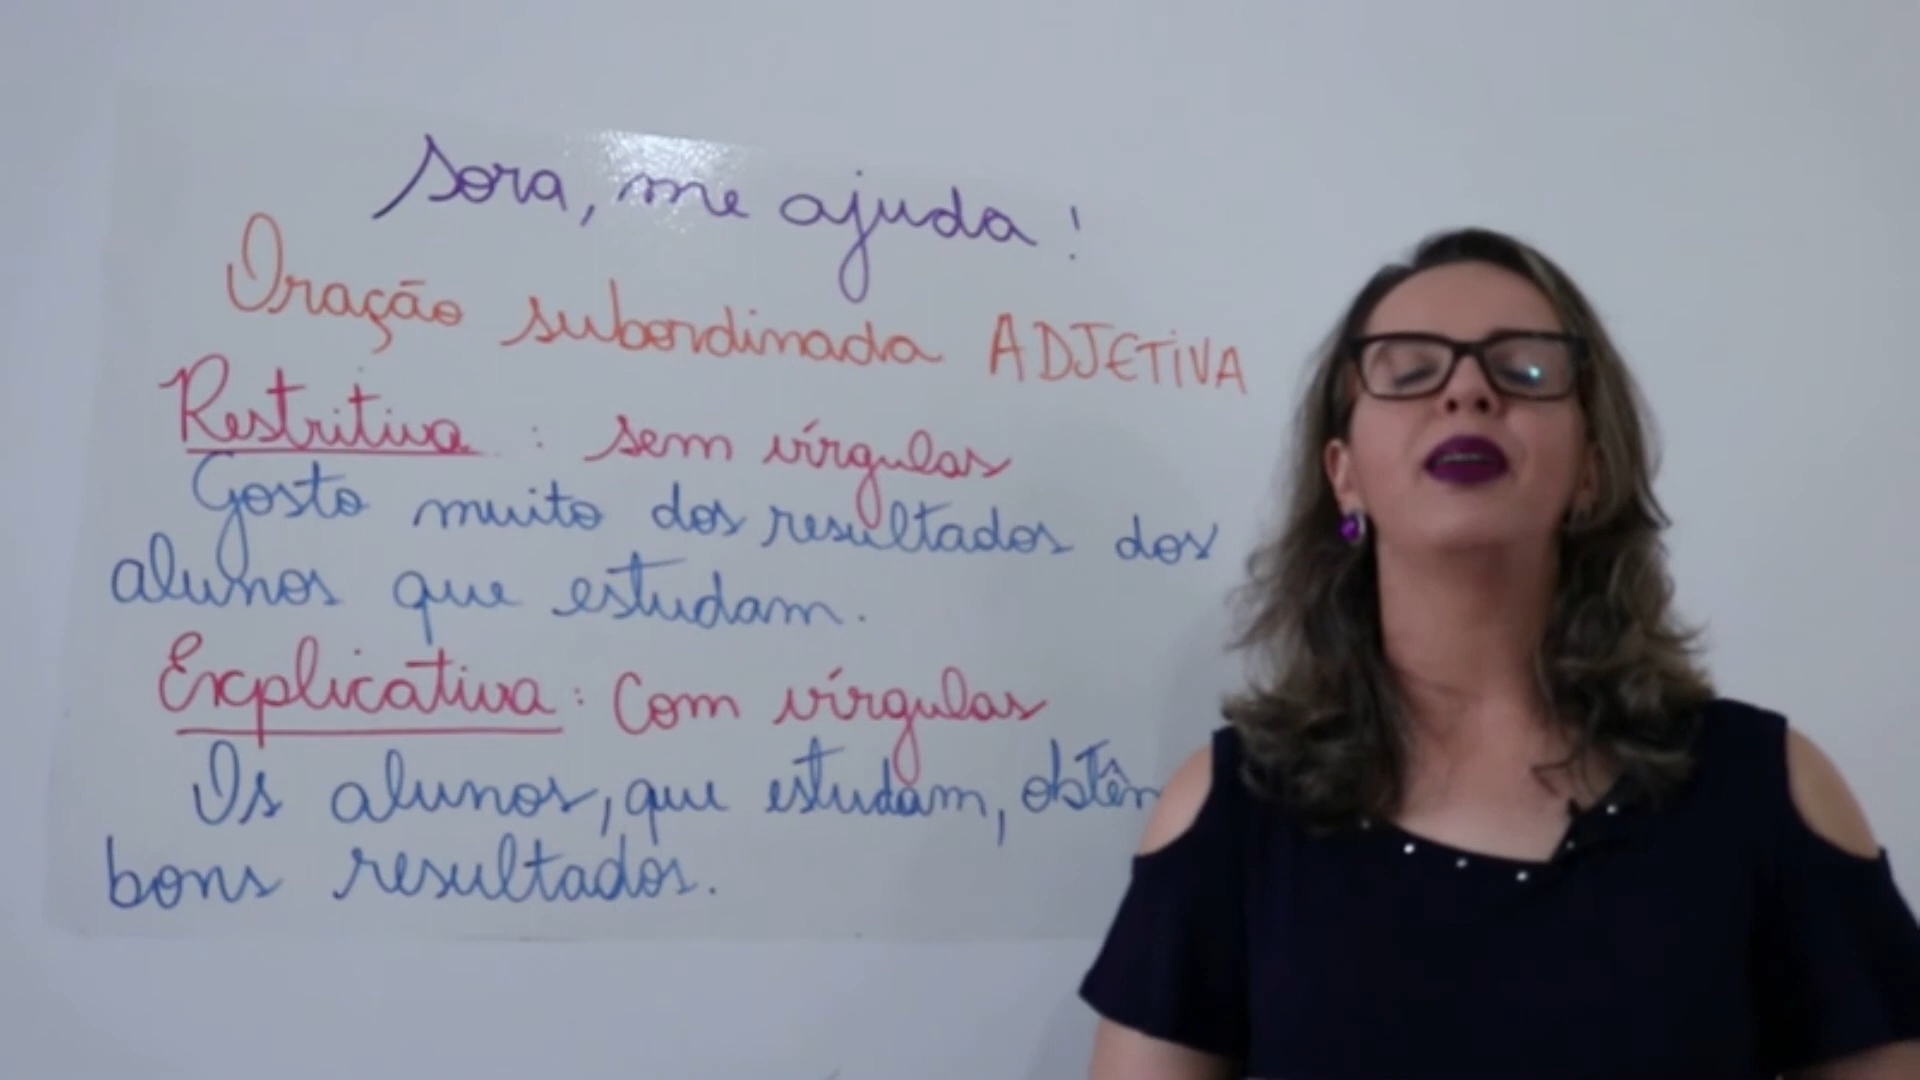 Sora, me ajuda!
Oração subordinada ADJETIVA
Restritiva : sem vírgulas
Gosto muito dos resultados dos
alunos que estudam.
Explicativa : Com vírgulas
Os alunos, que estudam, obtêm
bons resultados.